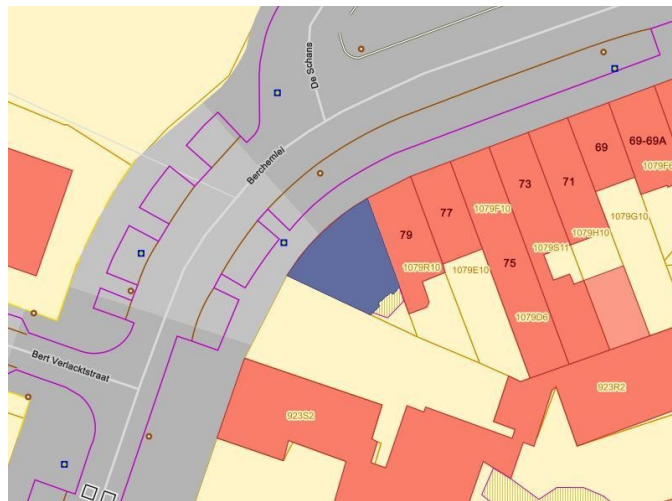 De Schans
Berchemlei
Bert Verlacktstraat
69-69A
69
71
73
75
77
79
1079F6
1079G10
1079H10
1079S11
1079F10
1079E10
1079R10
1079D6
923S2
923R2